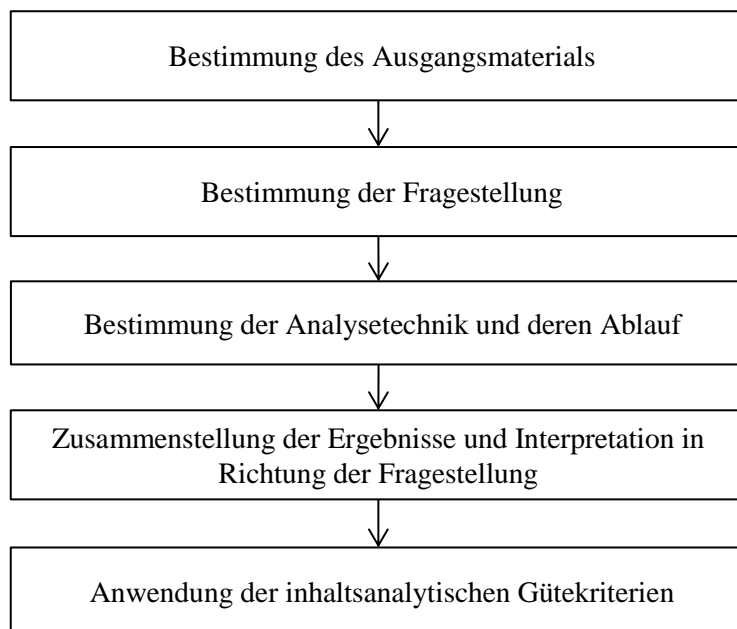 Bestimmung des Ausgangsmaterials
Bestimmung der Fragestellung
Bestimmung der Analysetechnik und deren Ablauf
Zusammenstellung der Ergebnisse und Interpretation in
Richtung der Fragestellung
Anwendung der inhaltsanalytischen Gütekriterien